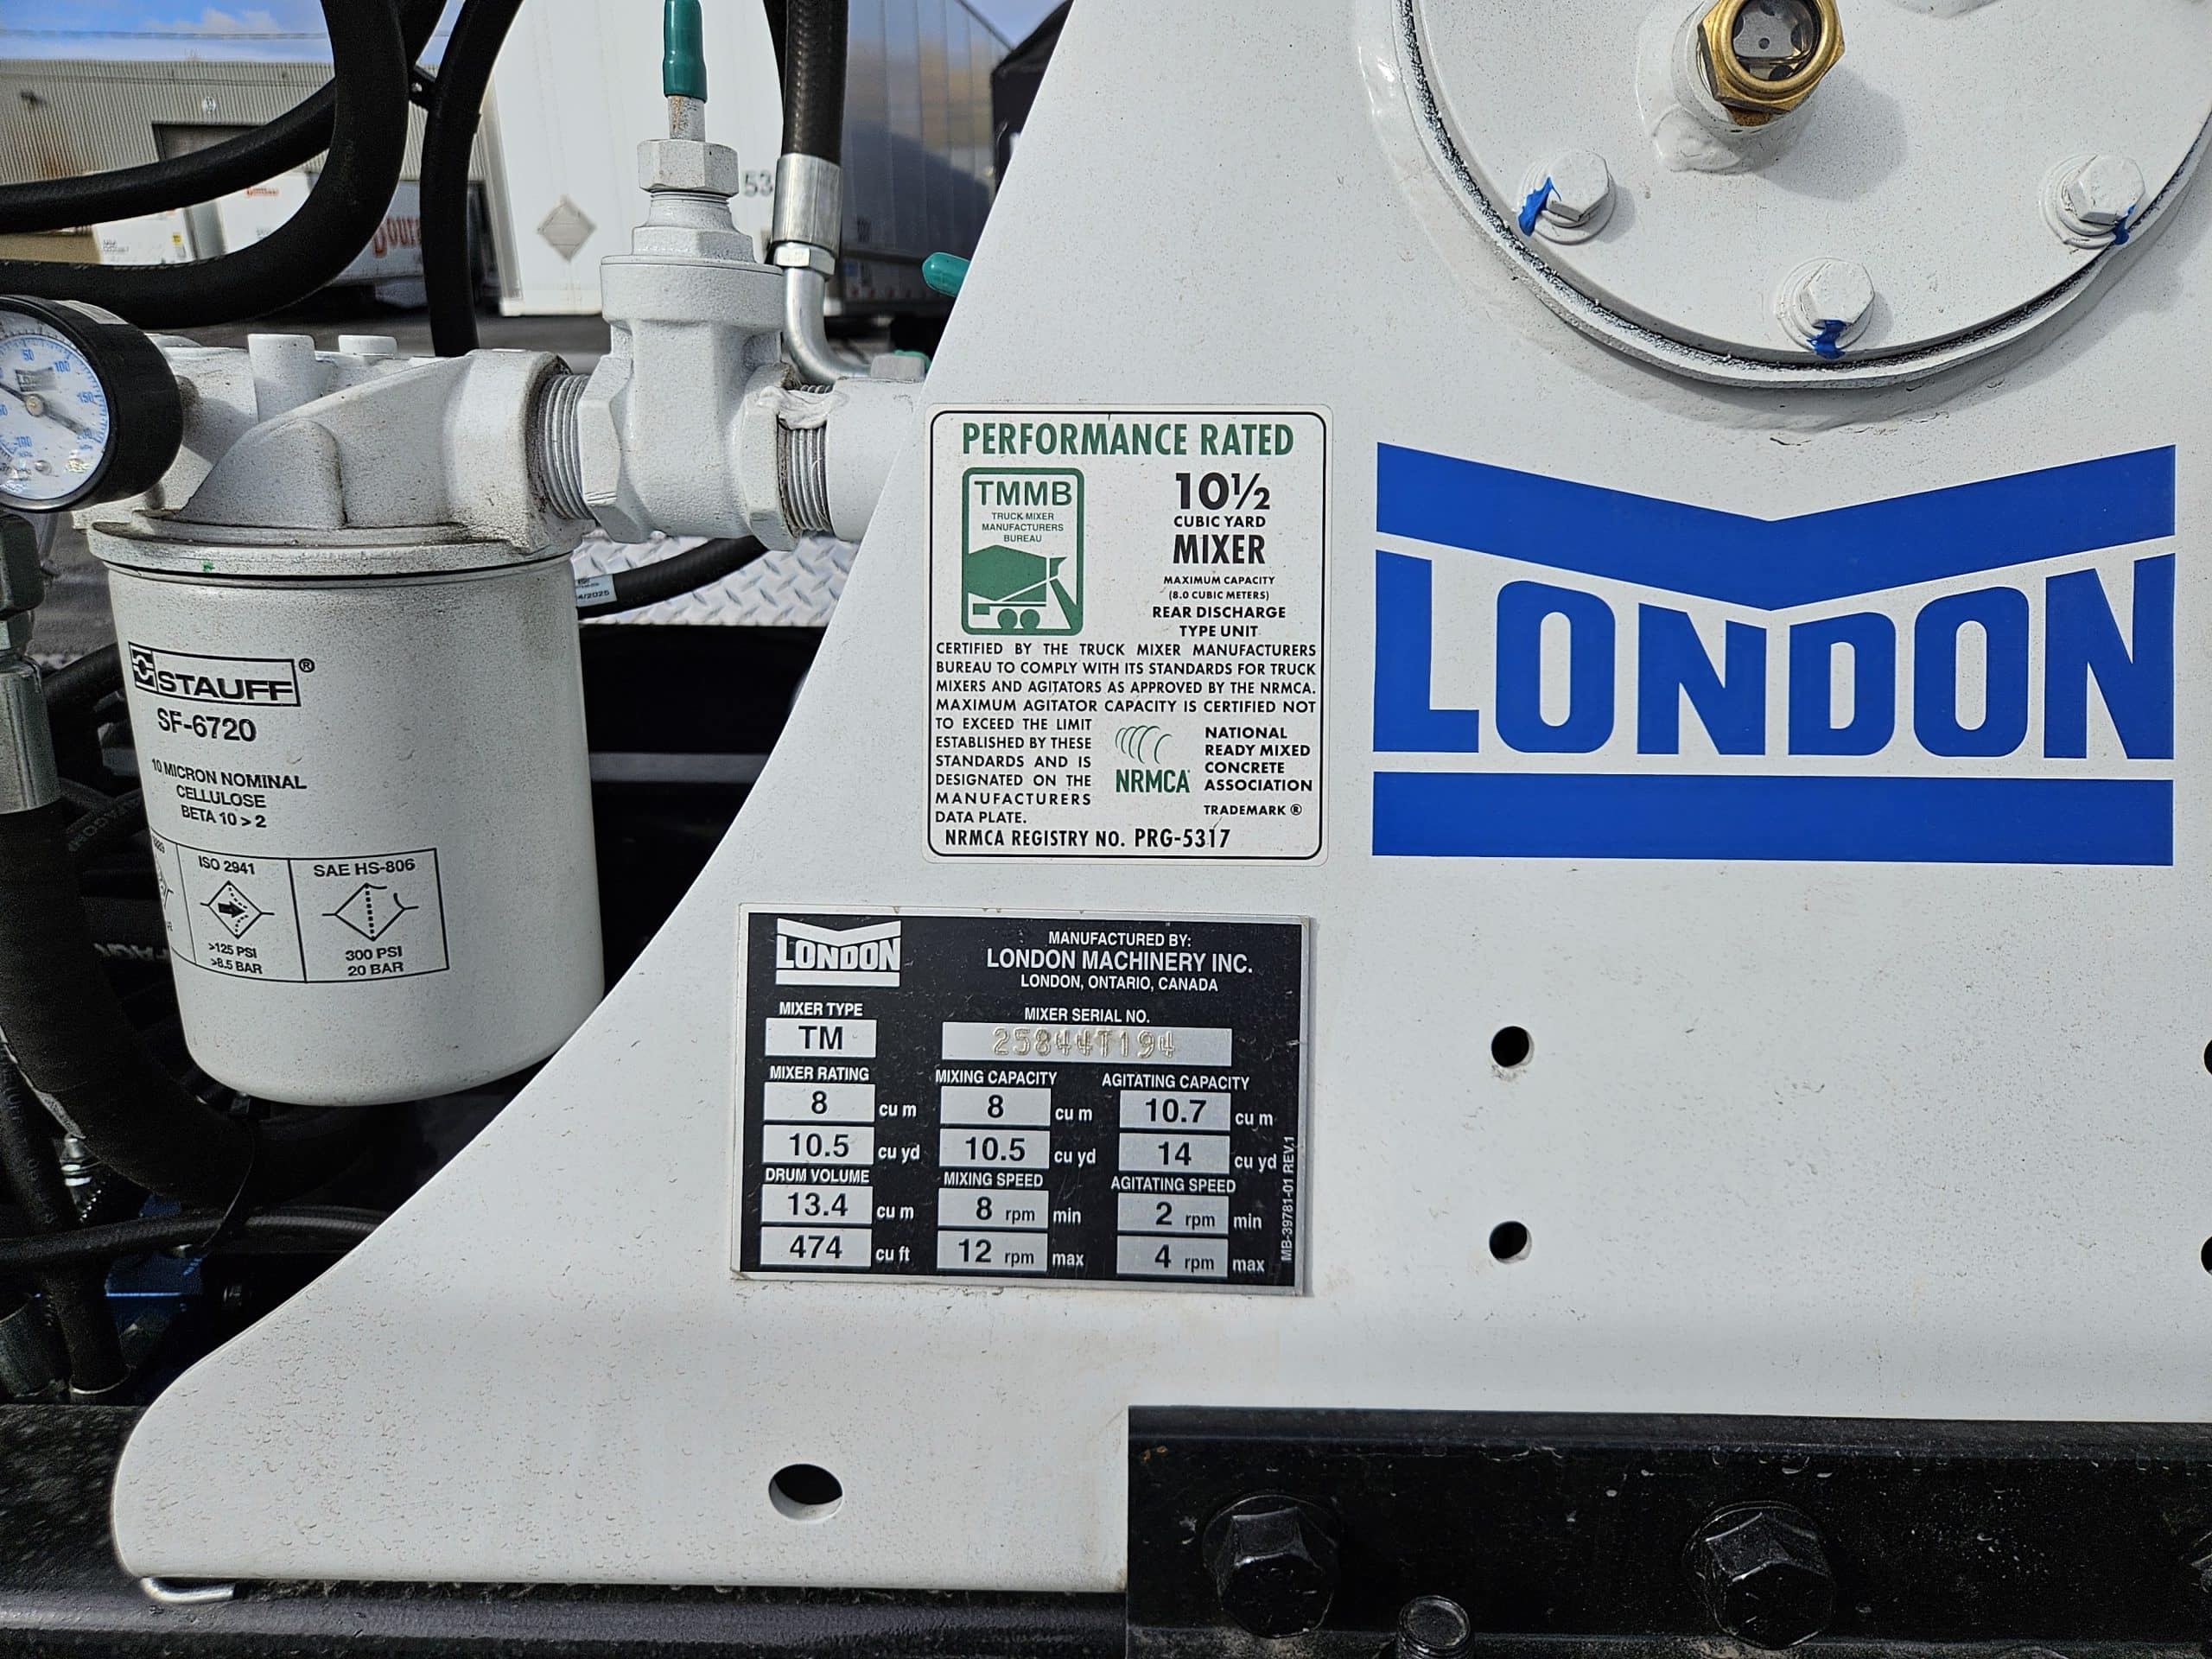 53
50
100
150
STAUFF®
SF-6720
10 MICRON NOMINAL
CELLULOSE
BETA 10 > 2
ISO 2941
>125 PSI
>8.5 BAR
SAE HS-806
300 PSI
20 BAR
4/2025
PERFORMANCE RATED
TMMB
TRUCK MIXER
MANUFACTURERS
BUREAU
10½
CUBIC YARD
MIXER
MAXIMUM CAPACITY
(8.0 CUBIC METERS)
REAR DISCHARGE
TYPE UNIT
CERTIFIED BY THE TRUCK MIXER MANUFACTURERS
BUREAU TO COMPLY WITH ITS STANDARDS FOR TRUCK
MIXERS AND AGITATORS AS APPROVED BY THE NRMCA.
MAXIMUM AGITATOR CAPACITY IS CERTIFIED NOT
TO EXCEED THE LIMIT
ESTABLISHED BY THESE
STANDARDS AND IS
DESIGNATED ON THE
MANUFACTURERS
DATA PLATE.
NRMCA
NATIONAL
READY MIXED
CONCRETE
ASSOCIATION
TRADEMARK ®
NRMCA REGISTRY NO. PRG-5317
LONDON
LONDON
MANUFACTURED BY:
LONDON MACHINERY INC.
LONDON, ONTARIO, CANADA
MIXER TYPE
TM
MIXER SERIAL NO.
25844T194
MIXER RATING MIXING CAPACITY AGITATING CAPACITY
8 cu m 8 cu m 10.7 cu m
10.5 cu yd 10.5 cu yd 14 cu yd
DRUM VOLUME MIXING SPEED AGITATING SPEED
13.4 cu m 8 rpm min 2 rpm min
474 cu ft 12 rpm max 4 rpm max
MB-39781-01 REV.1